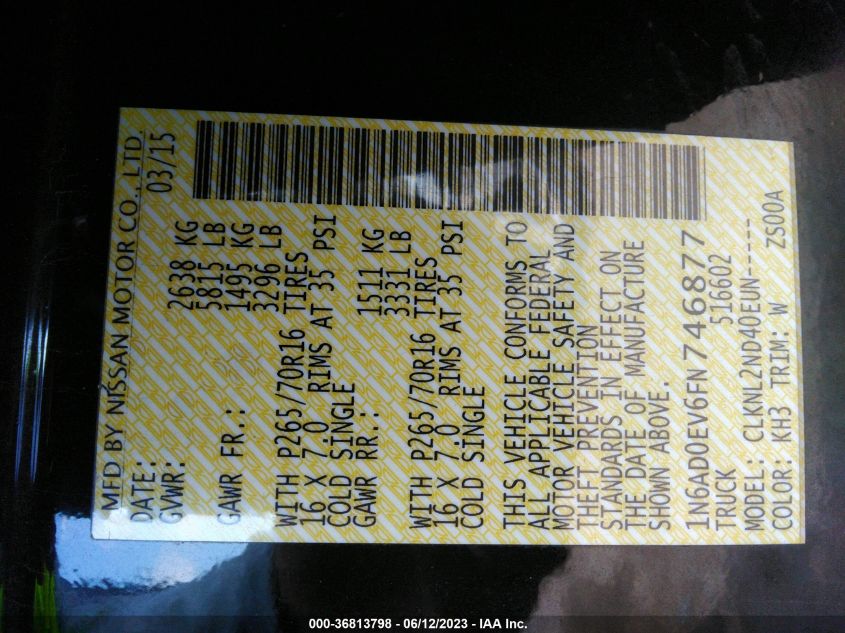 MFD BY NISSAN MOTOR CO., LTD
DATE: 03/15
GVWR: 2638 KG
5815 LB
GAWR FR.: 1495 KG
3296 LB
WITH P265/70R16 TIRES
16 X 7.0 RIMS AT 35 PSI
COLD SINGLE
GAWR RR.: 1511 KG
3331 LB
WITH P265/70R16 TIRES
16 X 7.0 RIMS AT 35 PSI
COLD SINGLE
THIS VEHICLE CONFORMS TO
ALL APPLICABLE FEDERAL
MOTOR VEHICLE SAFETY AND
THEFT PREVENTION
STANDARDS IN EFFECT ON
THE DATE OF MANUFACTURE
SHOWN ABOVE.
1N6AD0EV6FN746877
TRUCK 516602
MODEL: CLKNL2ND40EUN-----
COLOR: KH3 TRIM: W ZS00A
000-36813798 - 06/12/2023 - IAA Inc.